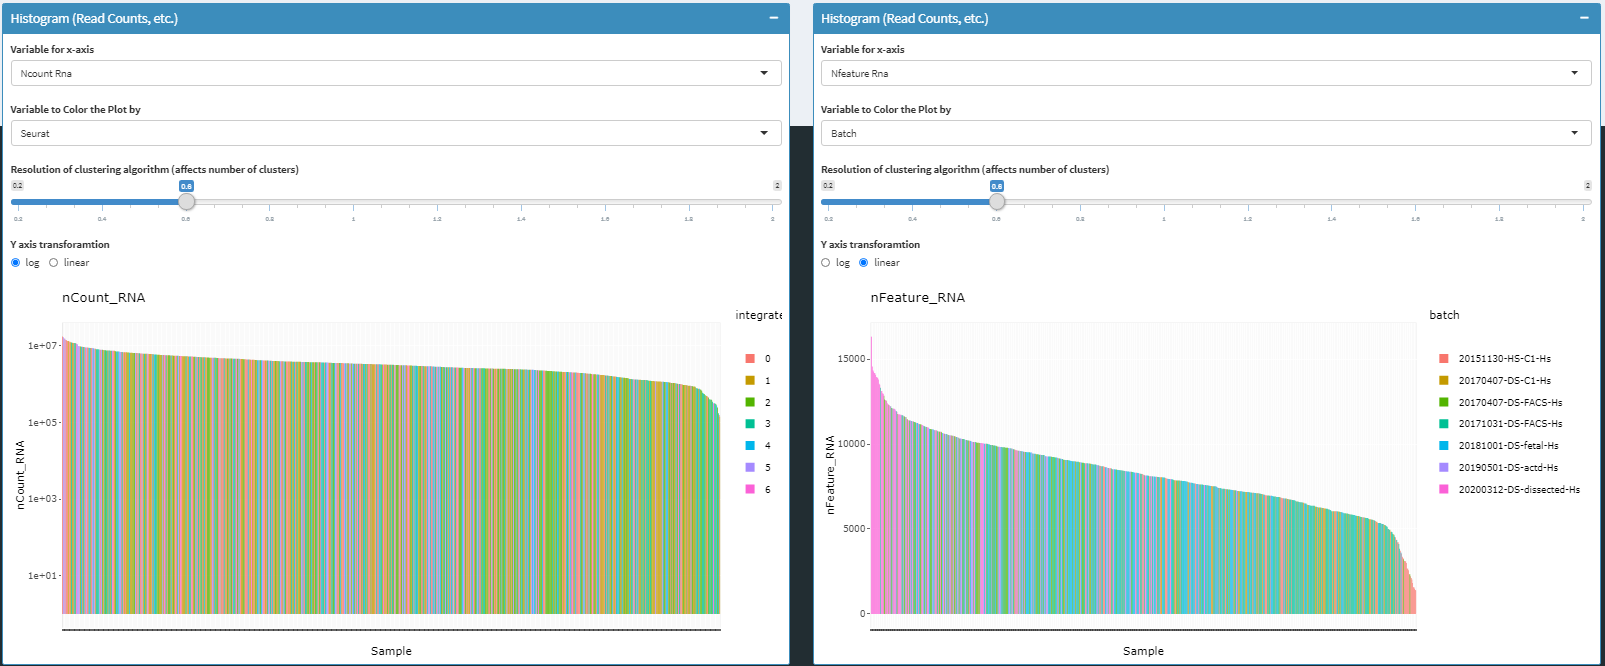 Histogram (Read Counts, etc.)
Variable for x-axis
Ncount Rna
Variable to Color the Plot by
Seurat
Resolution of clustering algorithm (affects number of clusters)
0.2 0.6 2
0.2 0.4 0.6 0.8 1 1.2 1.4 1.6 1.8 2
Y axis transforamtion
log linear
nCount_RNA
integrate
1e+07
1e+05
1e+03
1e+01
nCount_RNA
0
1
2
3
4
5
6
Sample
Histogram (Read Counts, etc.)
Variable for x-axis
Nfeature Rna
Variable to Color the Plot by
Batch
Resolution of clustering algorithm (affects number of clusters)
0.2 0.6 2
0.2 0.4 0.6 0.8 1 1.2 1.4 1.6 1.8 2
Y axis transforamtion
log linear
nFeature_RNA
batch
15000
10000
5000
0
nFeature_RNA
20151130-HS-C1-Hs
20170407-DS-C1-Hs
20170407-DS-FACS-Hs
20171031-DS-FACS-Hs
20181001-DS-fetal-Hs
20190501-DS-actd-Hs
20200312-DS-dissected-Hs
Sample